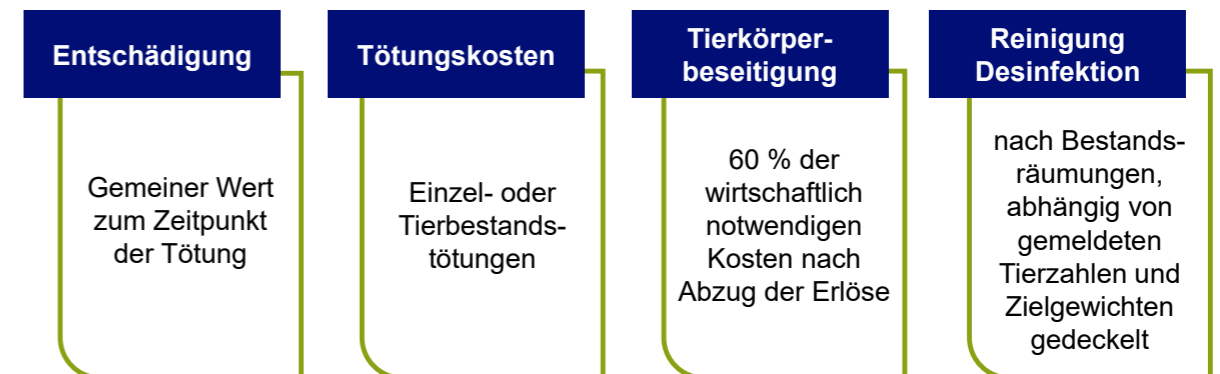 Entschädigung
Gemeiner Wert
zum Zeitpunkt
der Tötung
Tötungskosten
Einzel- oder
Tierbestands-
tötungen
Tierkörper-
beseitigung
60 % der
wirtschaftlich
notwendigen
Kosten nach
Abzug der Erlöse
Reinigung
Desinfektion
nach Bestands-
räumungen,
abhängig von
gemeldeten
Tierzahlen und
Zielgewichten
gedeckelt